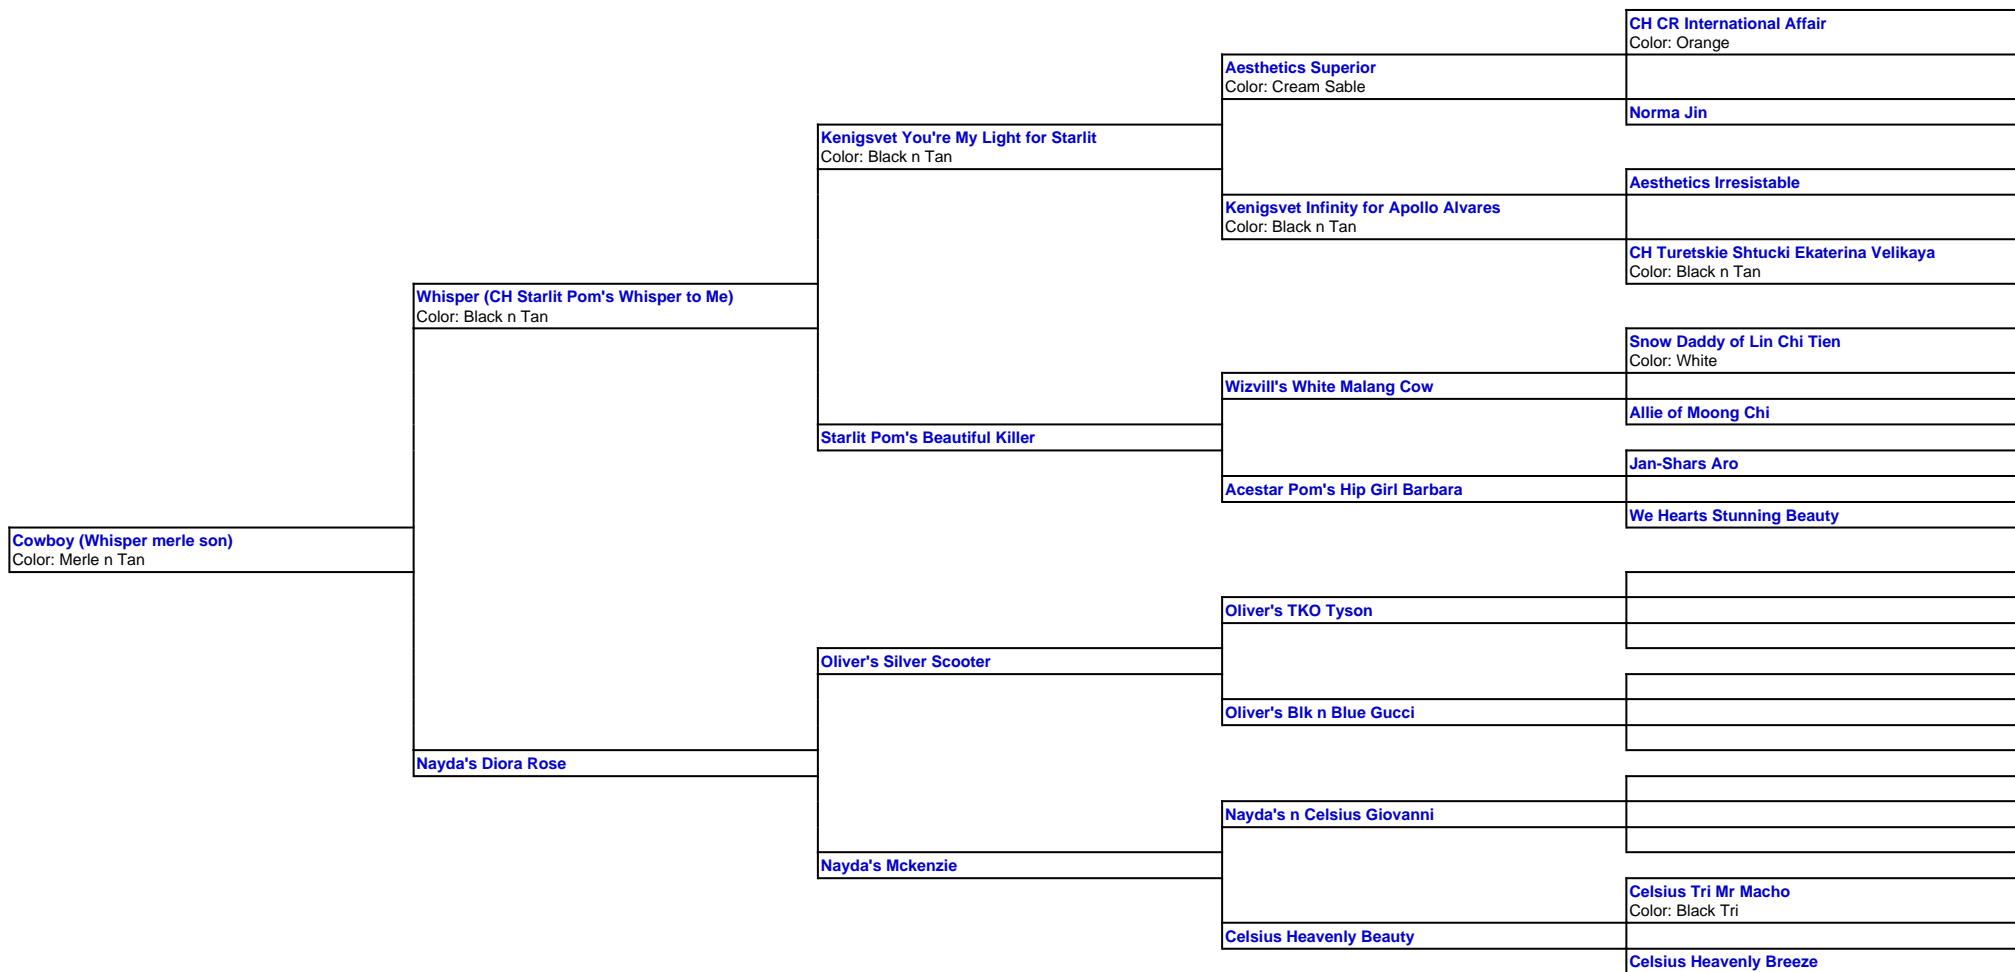 CH CR International Affair
Color: Orange
Aesthetics Superior
Color: Cream Sable
Norma Jin
Kenigsvet You're My Light for Starlit
Color: Black n Tan
Aesthetics Irresistable
Kenigsvet Infinity for Apollo Alvares
Color: Black n Tan
CH Turetskie Shtucki Ekaterina Velikaya
Color: Black n Tan
Whisper (CH Starlit Pom's Whisper to Me)
Color: Black n Tan
Snow Daddy of Lin Chi Tien
Color: White
Wizvill's White Malang Cow
Allie of Moong Chi
Starlit Pom's Beautiful Killer
Jan-Shars Aro
Acestar Pom's Hip Girl Barbara
We Hearts Stunning Beauty
Cowboy (Whisper merle son)
Color: Merle n Tan
Oliver's TKO Tyson
Oliver's Silver Scooter
Oliver's Blk n Blue Gucci
Nayda's Diora Rose
Nayda's n Celsius Giovanni
Nayda's Mckenzie
Celsius Tri Mr Macho
Color: Black Tri
Celsius Heavenly Beauty
Celsius Heavenly Breeze